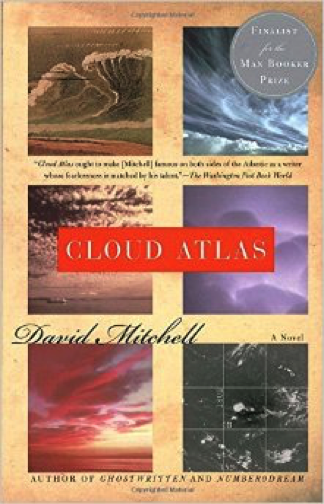 FINALIST
for the
MAN BOOKER
PRIZE
"Cloud Atlas ought to make [Mitchell] famous on both sides of the Atlantic as a writer
whose fearlessness is matched by his talent."—The Washington Post Book World
CLOUD ATLAS
David Mitchell
A Novel
AUTHOR OF GHOSTWRITTEN AND NUMBER9DREAM